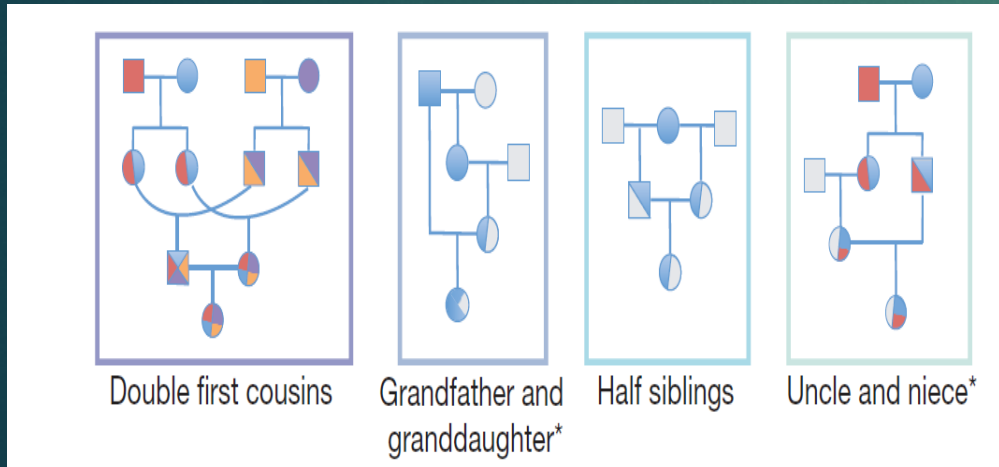 Double first cousins
Grandfather and
granddaughter*
Half siblings
Uncle and niece*